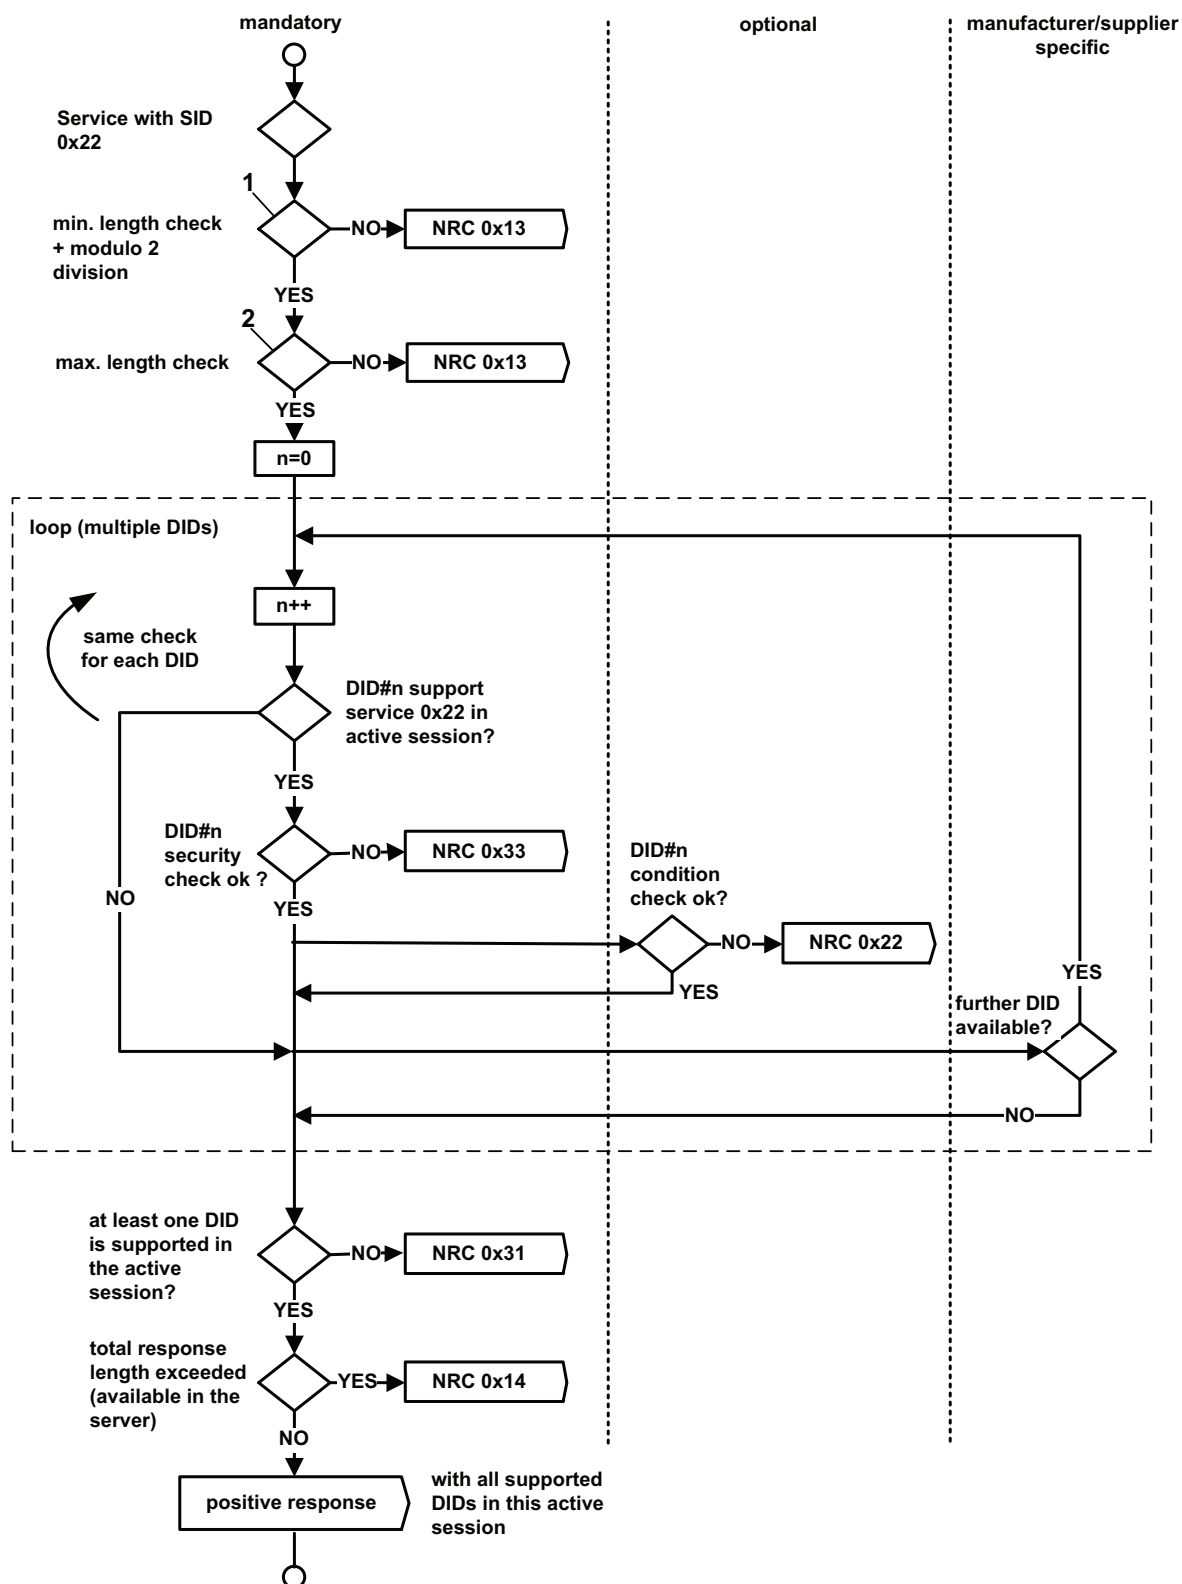 mandatory
optional
manufacturer/supplier
specific
Service with SID
0x22
1
min. length check
+ modulo 2
division
NO
NRC 0x13
YES
2
max. length check
NO
NRC 0x13
YES
n=0
loop (multiple DIDs)
n++
same check
for each DID
DID#n support
service 0x22 in
active session?
YES
DID#n
security
check ok ?
NO
NRC 0x33
DID#n
condition
check ok?
NO
YES
NO
NRC 0x22
YES
YES
further DID
available?
NO
at least one DID
is supported in
the active
session?
NO
NRC 0x31
YES
total response
length exceeded
(available in the
server)
YES
NRC 0x14
NO
positive response
with all supported
DIDs in this active
session